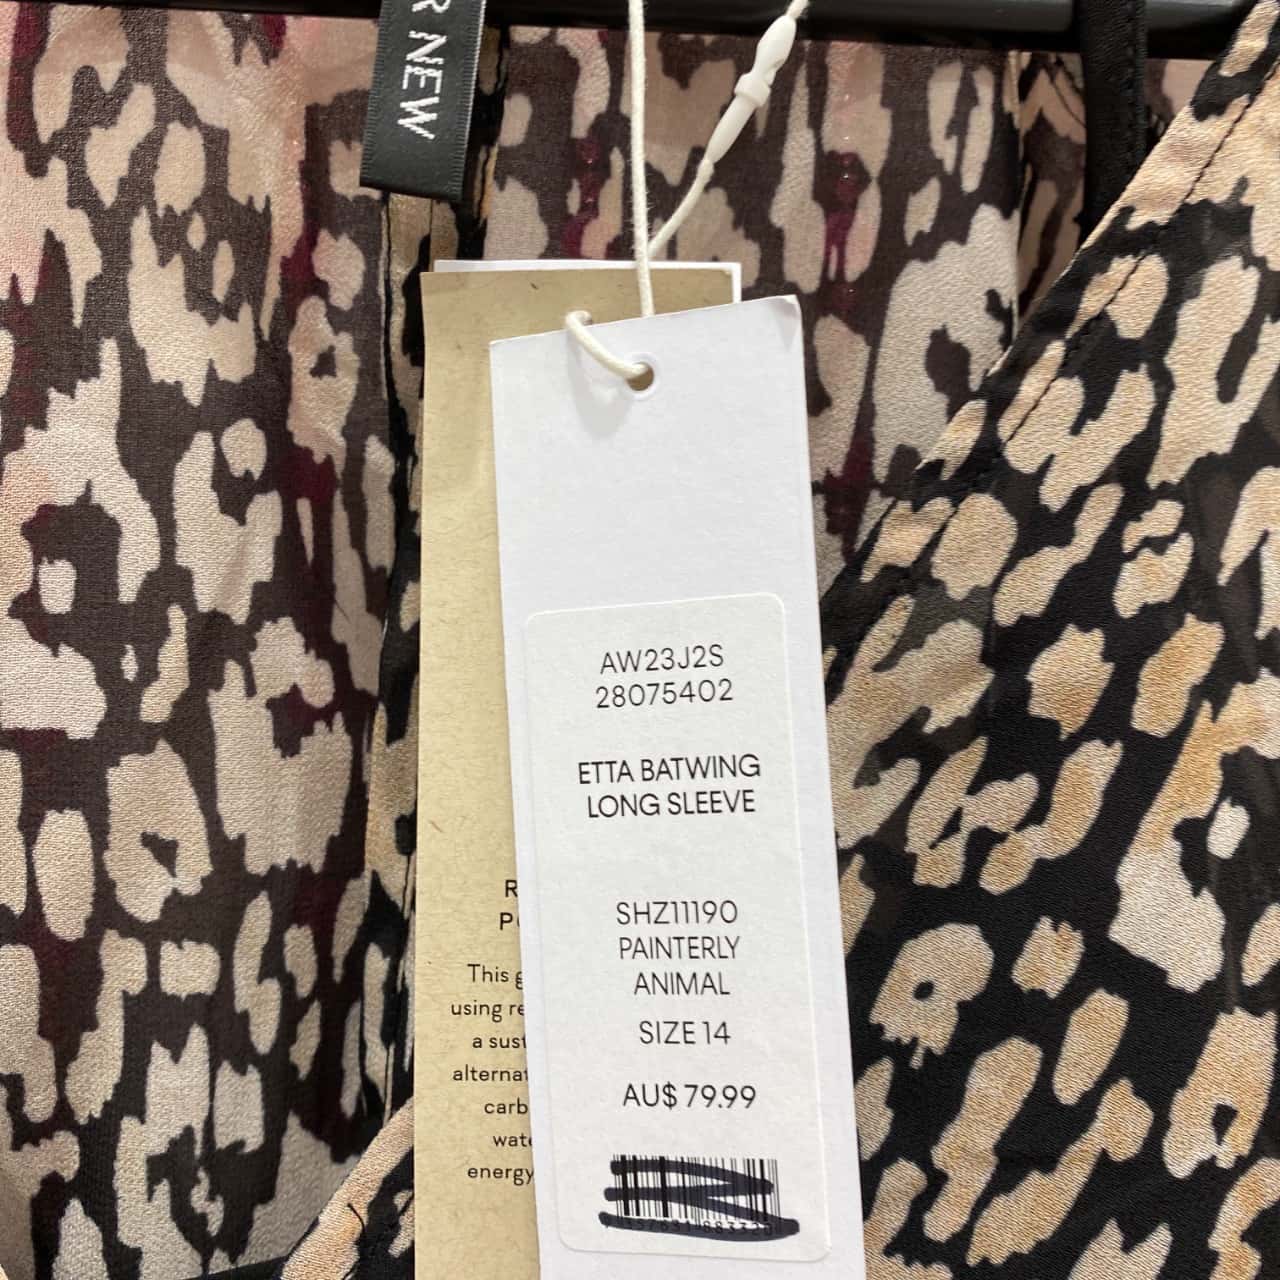 R NEW
AW23J2S
28075402
ETTA BATWING
LONG SLEEVE
SHZ11190
PAINTERLY
ANIMAL
SIZE 14
AU$ 79.99
R
P
This g
using re
a sust
alternat
carb
wate
energy